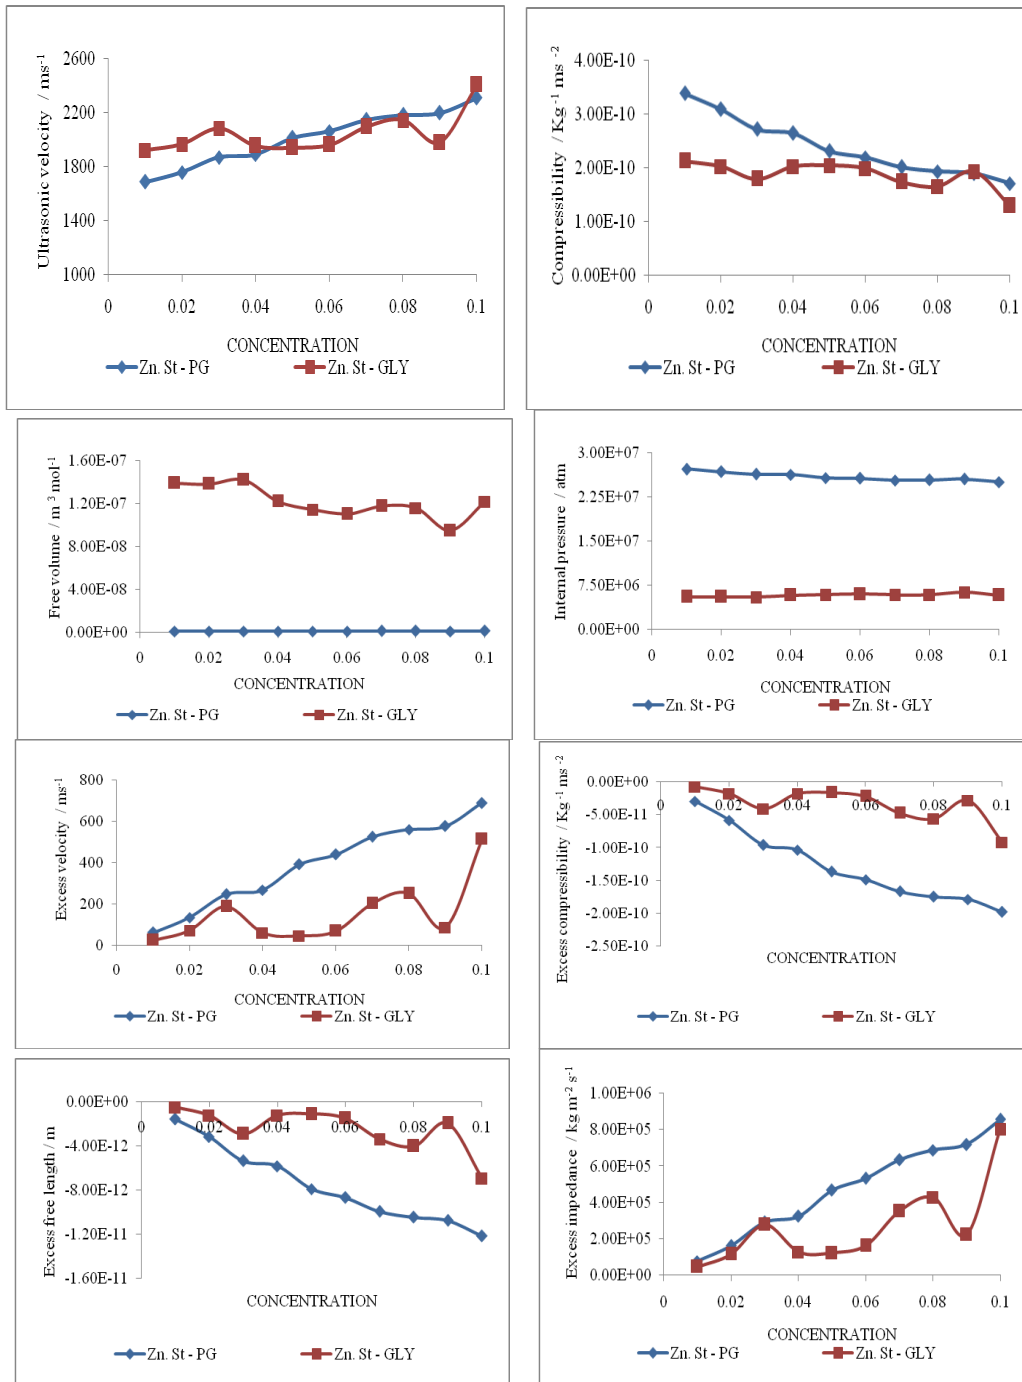 Ultrasonic velocity / ms⁻¹
2600
2200
1800
1400
1000
0 0.02 0.04 0.06 0.08 0.1
CONCENTRATION
Zn. St - PG Zn. St - GLY
Compressibility / Kg⁻¹ ms ⁻²
4.00E-10
3.00E-10
2.00E-10
1.00E-10
0.00E+00
0 0.02 0.04 0.06 0.08 0.1
CONCENTRATION
Zn. St - PG Zn. St - GLY
Free volume / m ³ mol⁻¹
1.60E-07
1.20E-07
8.00E-08
4.00E-08
0.00E+00
0 0.02 0.04 0.06 0.08 0.1
CONCENTRATION
Zn. St - PG Zn. St - GLY
Internal pressure / atm
3.00E+07
2.25E+07
1.50E+07
7.50E+06
0.00E+00
0 0.02 0.04 0.06 0.08 0.1
CONCENTRATION
Zn. St - PG Zn. St - GLY
Excess velocity / ms⁻¹
800
600
400
200
0
0 0.02 0.04 0.06 0.08 0.1
CONCENTRATION
Zn. St - PG Zn. St - GLY
Excess compressibility / Kg⁻¹ ms ⁻²
0.00E+00
0 0.02 0.04 0.06 0.08 0.1
-5.00E-11
-1.00E-10
-1.50E-10
-2.00E-10
-2.50E-10
CONCENTRATION
Zn. St - PG Zn. St - GLY
Excess free length / m
0.00E+00
0 0.02 0.04 0.06 0.08 0.1
-4.00E-12
-8.00E-12
-1.20E-11
-1.60E-11
CONCENTRATION
Zn. St - PG Zn. St - GLY
Excess impedance / kg m⁻² s⁻¹
1.00E+06
8.00E+05
6.00E+05
4.00E+05
2.00E+05
0.00E+00
0 0.02 0.04 0.06 0.08 0.1
CONCENTRATION
Zn. St - PG Zn. St - GLY